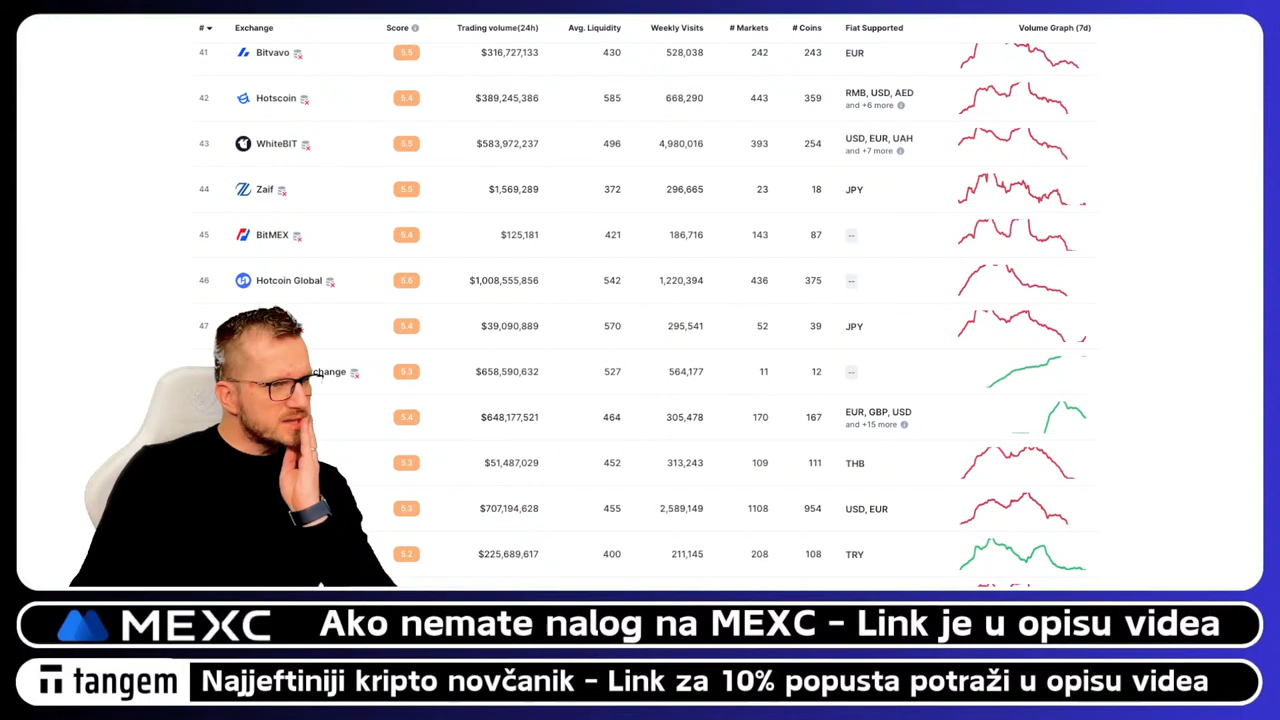 # Exchange Score Trading volume(24h) Avg. Liquidity Weekly Visits # Markets # Coins Fiat Supported Volume Graph (7d)
41 Bitvavo 5.5 $316,727,133 430 528,038 242 243 EUR
42 Hotscoin 5.4 $389,245,386 585 668,290 443 359 RMB, USD, AED
and +6 more
43 WhiteBIT 5.5 $583,972,237 496 4,980,016 393 254 USD, EUR, UAH
and +7 more
44 Zaif 5.5 $1,569,289 372 296,665 23 18 JPY
45 BitMEX 5.4 $125,181 421 186,716 143 87 --
46 Hotcoin Global 5.6 $1,008,555,856 542 1,220,394 436 375 --
47 5.4 $39,090,889 570 295,541 52 39 JPY
change 5.3 $658,590,632 527 564,177 11 12 --
5.4 $648,177,521 464 305,478 170 167 EUR, GBP, USD
and +15 more
5.3 $51,487,029 452 313,243 109 111 THB
5.3 $707,194,628 455 2,589,149 1108 954 USD, EUR
5.2 $225,689,617 400 211,145 208 108 TRY
MEXC Ako nemate nalog na MEXC - Link je u opisu videa
tangem Najjeftiniji kripto novčanik - Link za 10% popusta potraži u opisu videa